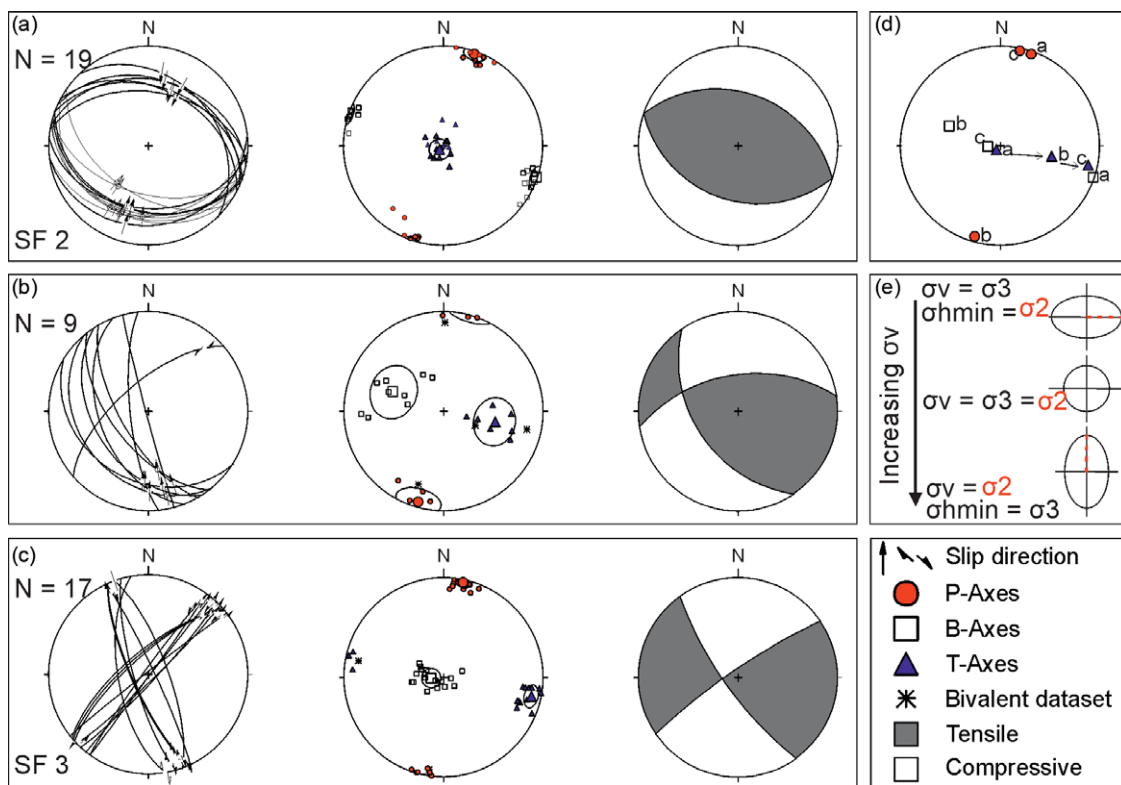 (a)
N = 19
N
SF 2
(b)
N = 9
N
(c)
N = 17
N
SF 3
(d)
N
c a
b
c a
b
c
a
b
(e)
Increasing σv
σv = σ3
σhmin = σ2
σv = σ3 = σ2
σv = σ2
σhmin = σ3
Slip direction
P-Axes
B-Axes
T-Axes
Bivalent dataset
Tensile
Compressive